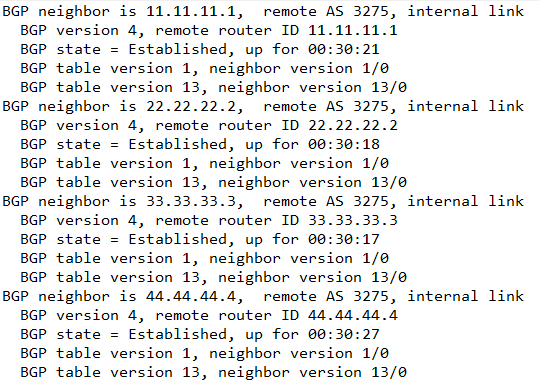 BGP neighbor is 11.11.11.1,  remote AS 3275, internal link
  BGP version 4, remote router ID 11.11.11.1
  BGP state = Established, up for 00:30:21
  BGP table version 1, neighbor version 1/0
  BGP table version 13, neighbor version 13/0
BGP neighbor is 22.22.22.2,  remote AS 3275, internal link
  BGP version 4, remote router ID 22.22.22.2
  BGP state = Established, up for 00:30:18
  BGP table version 1, neighbor version 1/0
  BGP table version 13, neighbor version 13/0
BGP neighbor is 33.33.33.3,  remote AS 3275, internal link
  BGP version 4, remote router ID 33.33.33.3
  BGP state = Established, up for 00:30:17
  BGP table version 1, neighbor version 1/0
  BGP table version 13, neighbor version 13/0
BGP neighbor is 44.44.44.4,  remote AS 3275, internal link
  BGP version 4, remote router ID 44.44.44.4
  BGP state = Established, up for 00:30:27
  BGP table version 1, neighbor version 1/0
  BGP table version 13, neighbor version 13/0